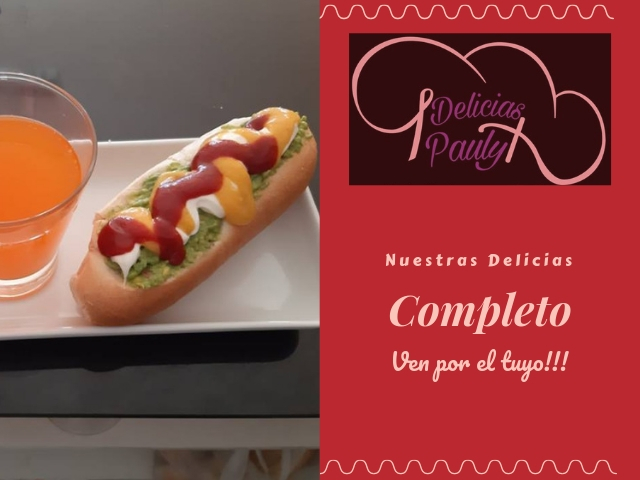 Delicias
Pauly
Nuestras Delicias
Completo
Ven por el tuyo!!!